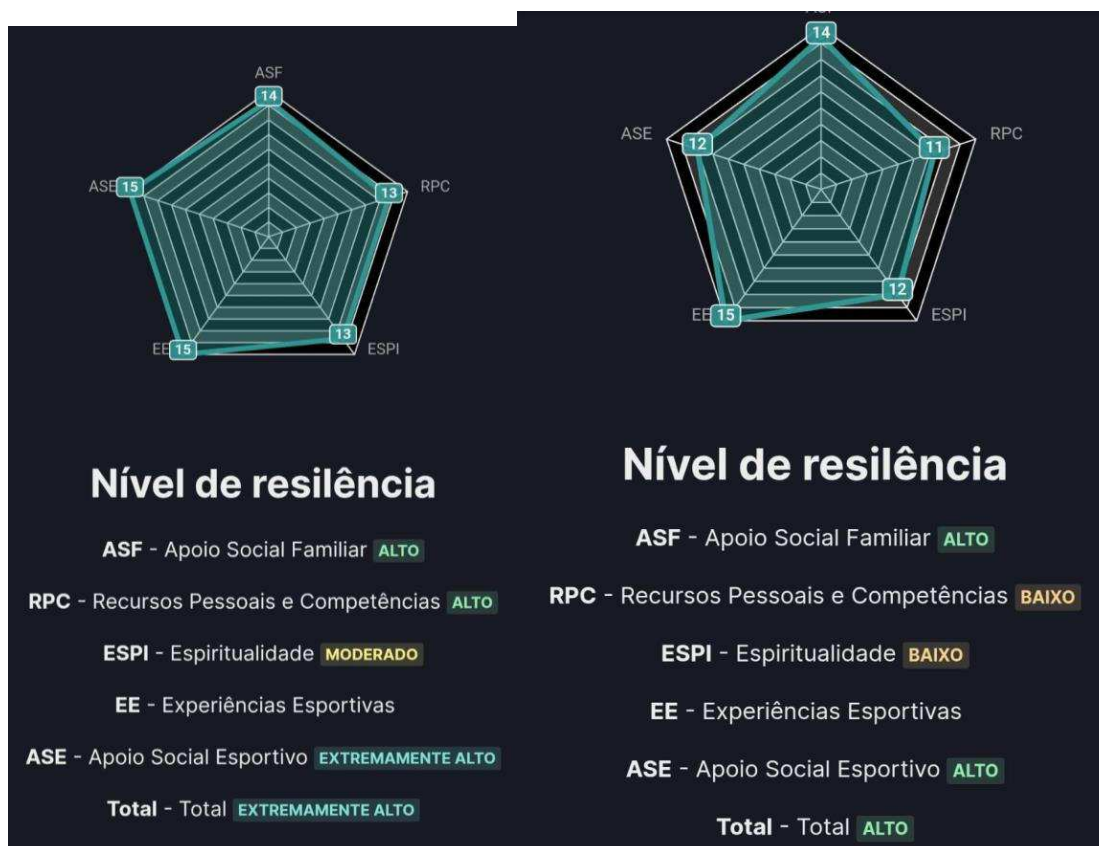 ASF
14
ASE 15
13 RPC
EE 15
13 ESPI
Nível de resilência
ASF - Apoio Social Familiar ALTO
RPC - Recursos Pessoais e Competências ALTO
ESPI - Espiritualidade MODERADO
EE - Experiências Esportivas
ASE - Apoio Social Esportivo EXTREMAMENTE ALTO
Total - Total EXTREMAMENTE ALTO
14
ASE 12
11 RPC
12
EE 15
ESPI
Nível de resilência
ASF - Apoio Social Familiar ALTO
RPC - Recursos Pessoais e Competências BAIXO
ESPI - Espiritualidade BAIXO
EE - Experiências Esportivas
ASE - Apoio Social Esportivo ALTO
Total - Total ALTO